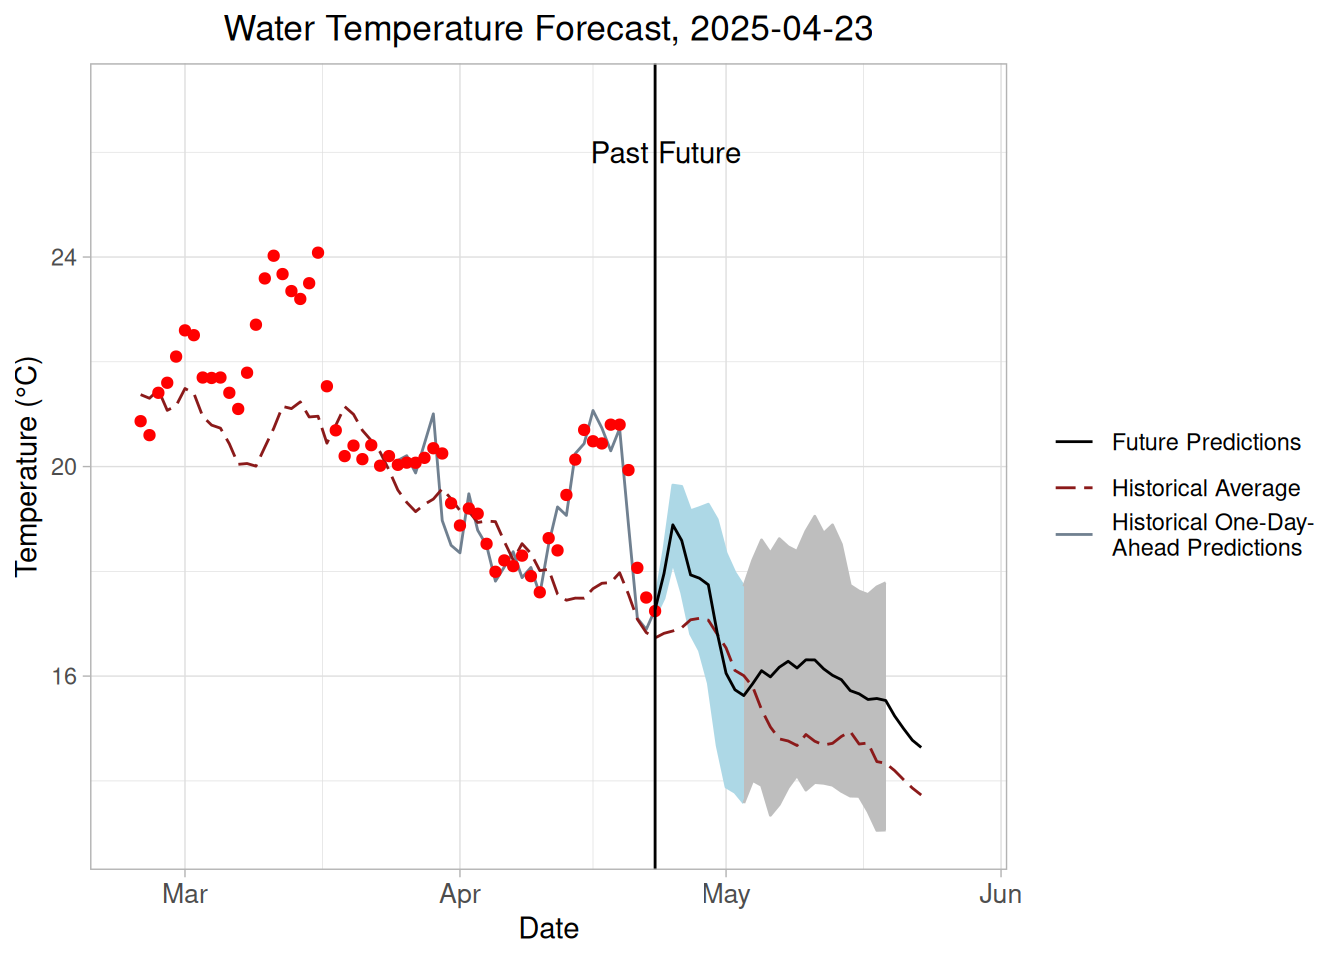 Water Temperature Forecast, 2025-04-23
Past Future
24
20
16
Temperature (°C)
Mar Apr May Jun
Date
Future Predictions
Historical Average
Historical One-Day-
Ahead Predictions